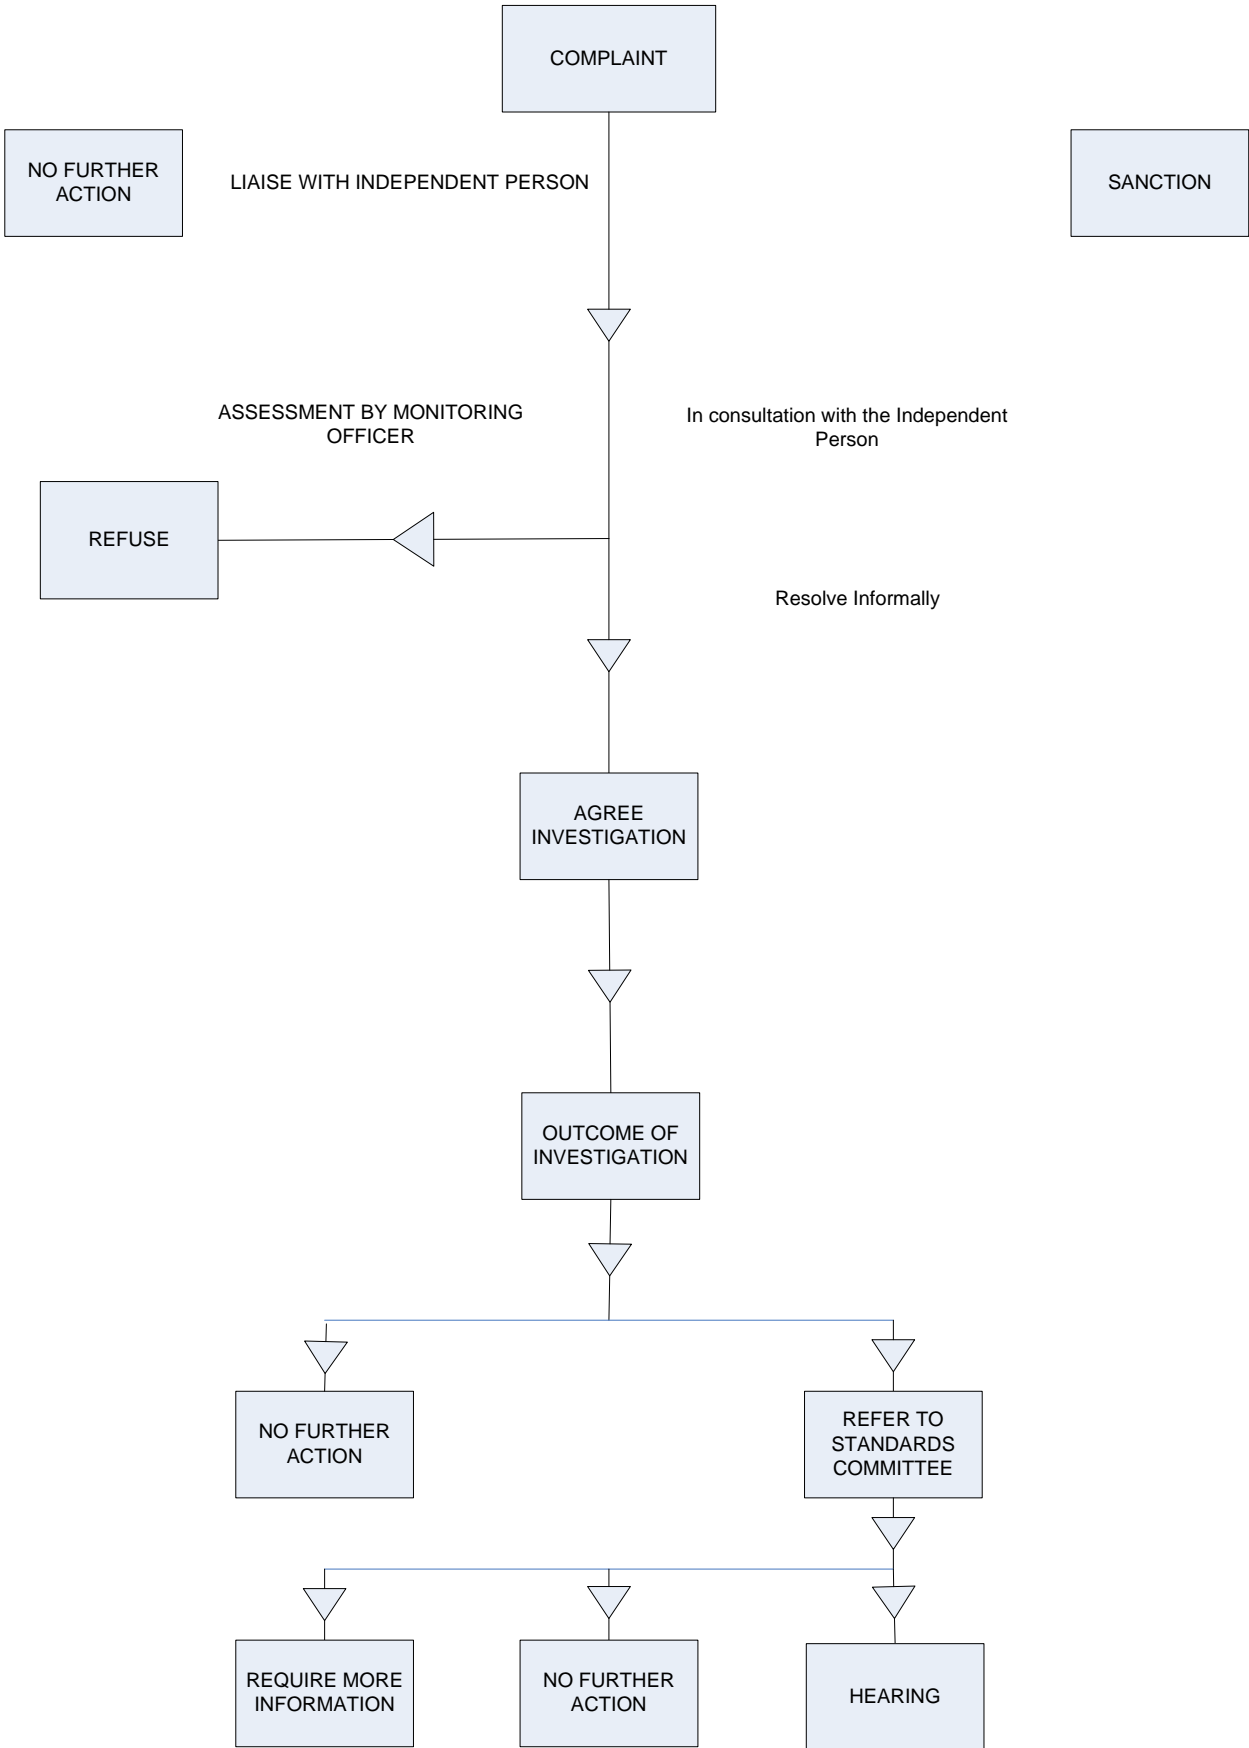 COMPLAINT
NO FURTHER
ACTION
LIAISE WITH INDEPENDENT PERSON
SANCTION
ASSESSMENT BY MONITORING
OFFICER
In consultation with the Independent
Person
REFUSE
Resolve Informally
AGREE
INVESTIGATION
OUTCOME OF
INVESTIGATION
NO FURTHER
ACTION
REFER TO
STANDARDS
COMMITTEE
REQUIRE MORE
INFORMATION
NO FURTHER
ACTION
HEARING